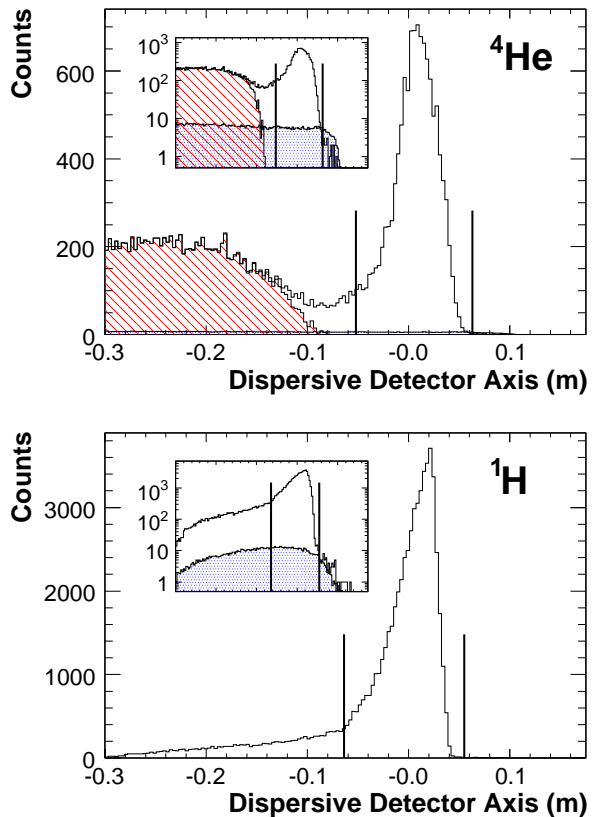 Counts
⁴He
600
400
200
0
10³
10²
10
1
-0.3 -0.2 -0.1 -0.0 0.1
Dispersive Detector Axis (m)
Counts
¹H
3000
2000
1000
0
10³
10²
10
1
-0.3 -0.2 -0.1 -0.0 0.1
Dispersive Detector Axis (m)